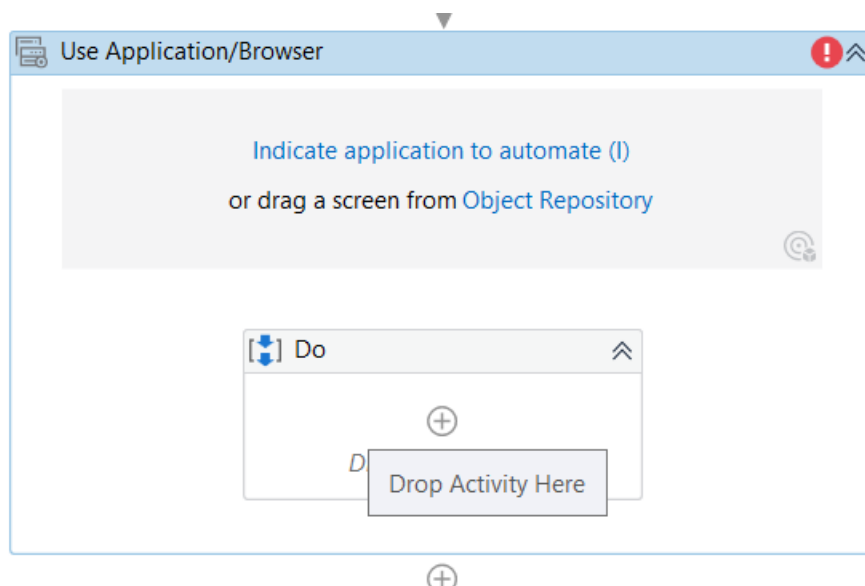 Use Application/Browser
Indicate application to automate (I)
or drag a screen from Object Repository
Do
Drop Activity Here